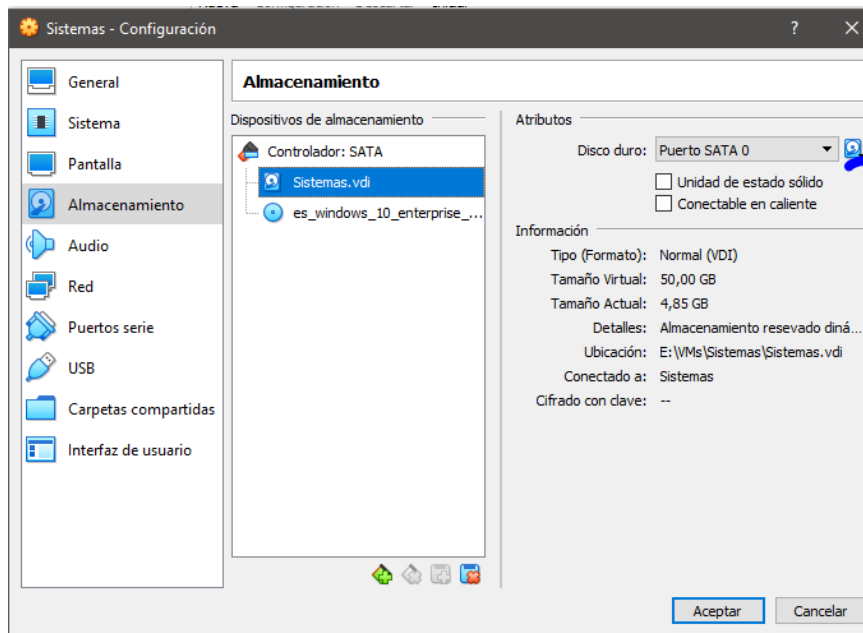 Sistemas - Configuración ?
General
Sistema
Pantalla
Almacenamiento
Audio
Red
Puertos serie
USB
Carpetas compartidas
Interfaz de usuario
Almacenamiento
Dispositivos de almacenamiento
Controlador: SATA
Sistemas.vdi
es_windows_10_enterprise_...
Atributos
Disco duro: Puerto SATA 0
Unidad de estado sólido
Conectable en caliente
Información
Tipo (Formato): Normal (VDI)
Tamaño Virtual: 50,00 GB
Tamaño Actual: 4,85 GB
Detalles: Almacenamiento resevado diná...
Ubicación: E:\VMs\Sistemas\Sistemas.vdi
Conectado a: Sistemas
Cifrado con clave: --
Aceptar Cancelar